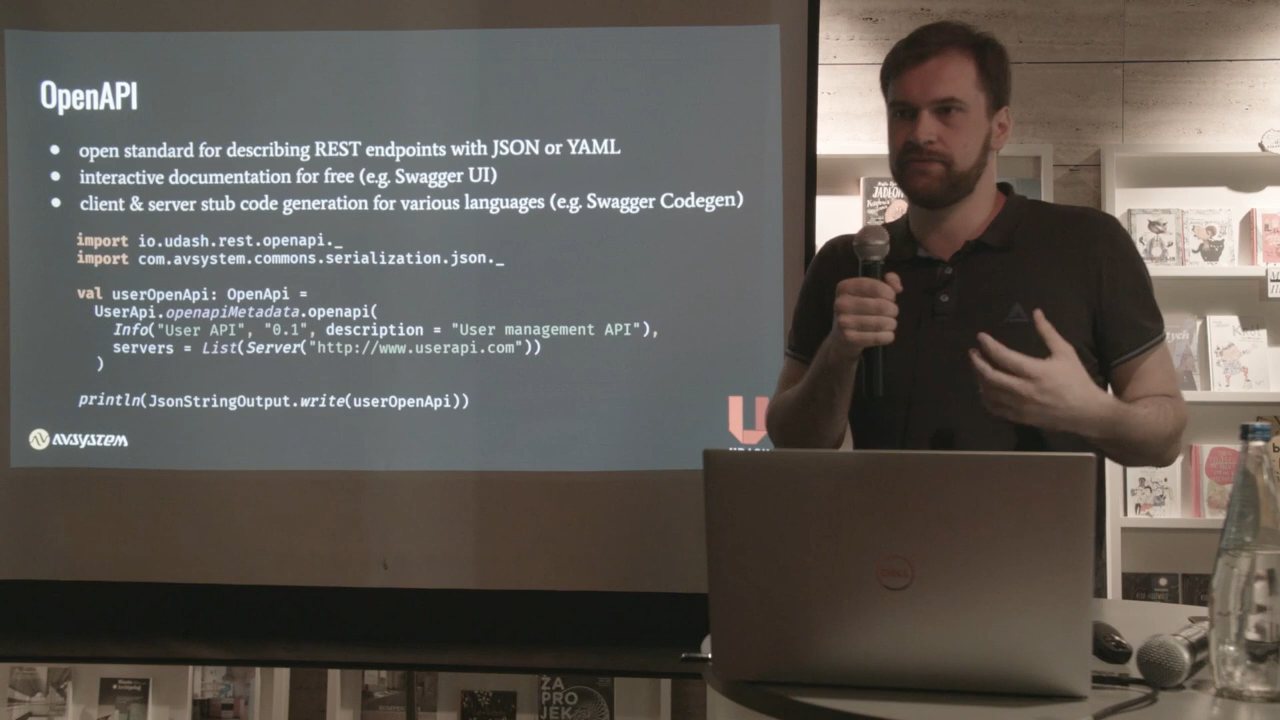 OpenAPI
● open standard for describing REST endpoints with JSON or YAML
● interactive documentation for free (e.g. Swagger UI)
● client & server stub code generation for various languages (e.g. Swagger Codegen)
import io.udash.rest.openapi._
import com.avsystem.commons.serialization.json._
val userOpenApi: OpenApi =
UserApi.openapiMetadata.openapi(
Info("User API", "0.1", description = "User management API"),
servers = List(Server("http://www.userapi.com"))
)
println(JsonStringOutput.write(userOpenApi))
AVSYSTEM
DELL
ŻA
PRO
JEK